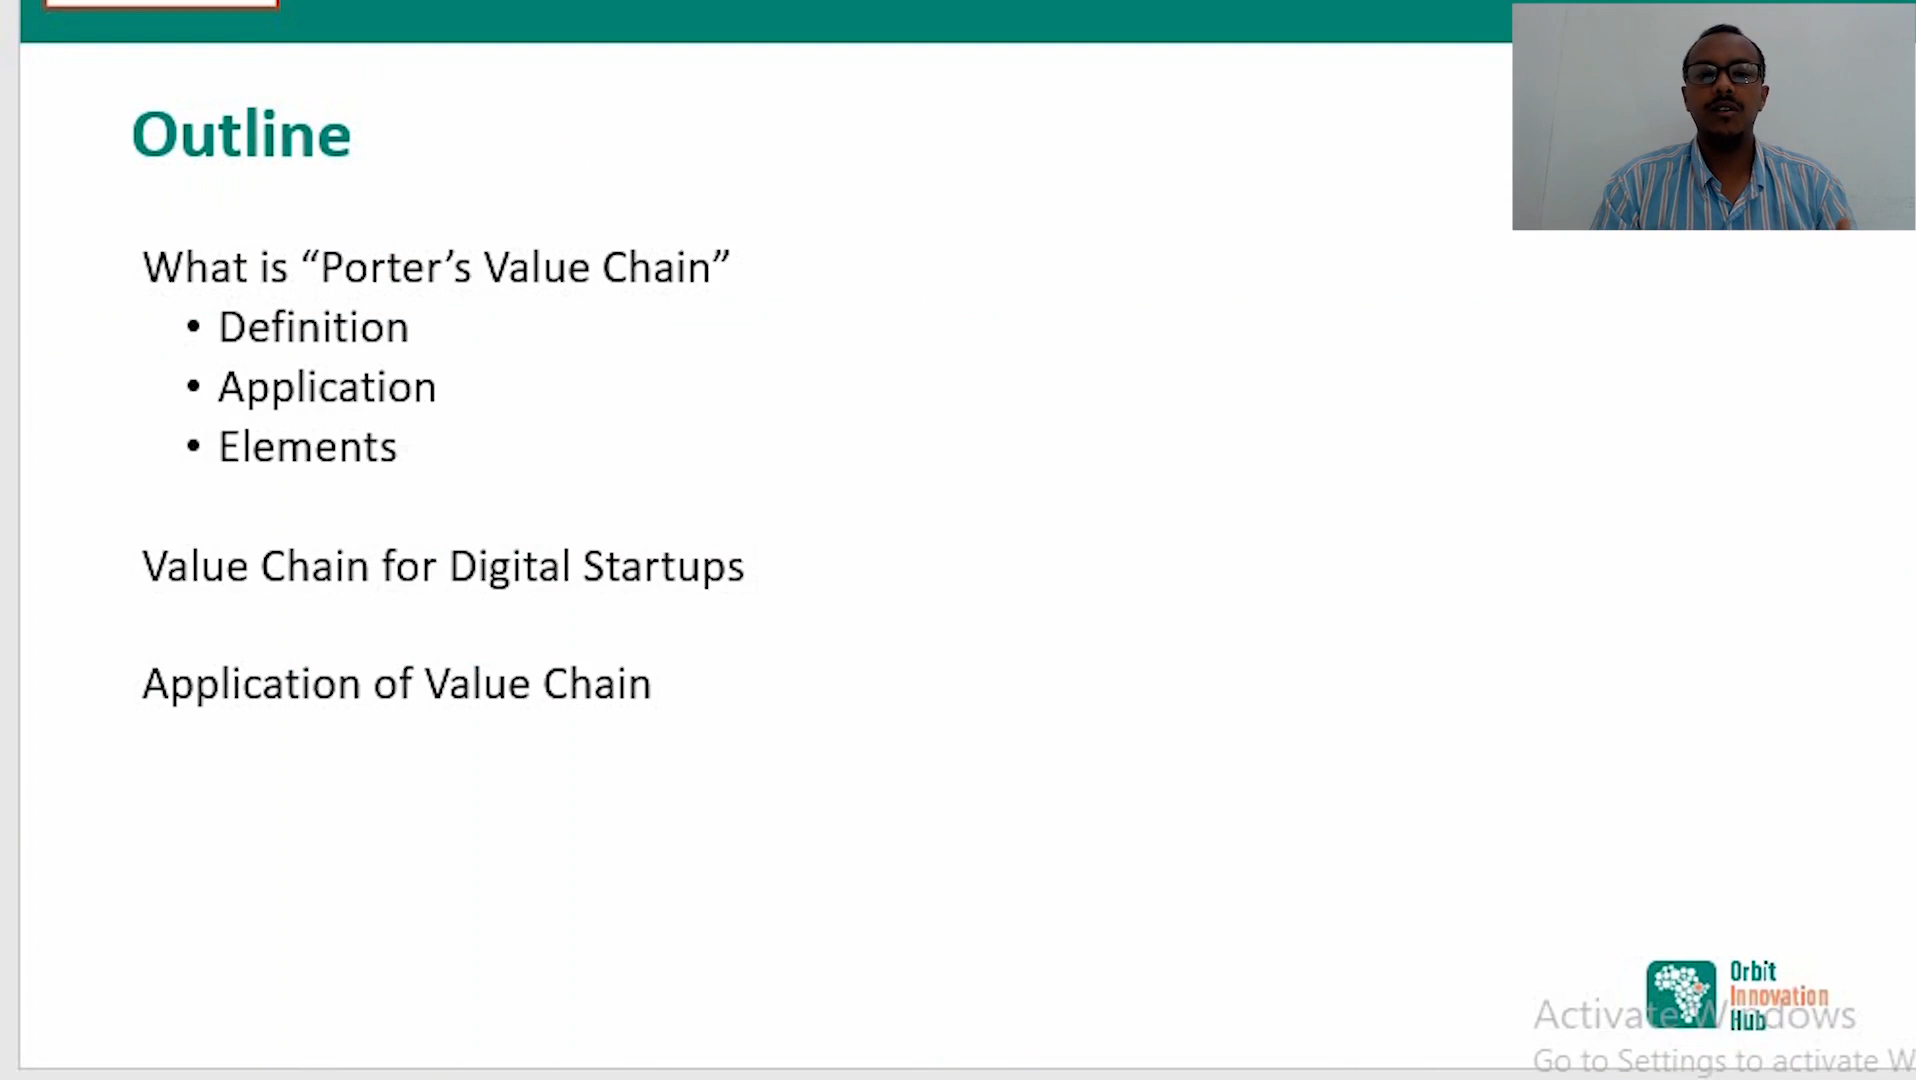 Outline
What is “Porter’s Value Chain”
• Definition
• Application
• Elements
Value Chain for Digital Startups
Application of Value Chain
Orbit
Innovation
Hub
Activate Windows
Go to Settings to activate W